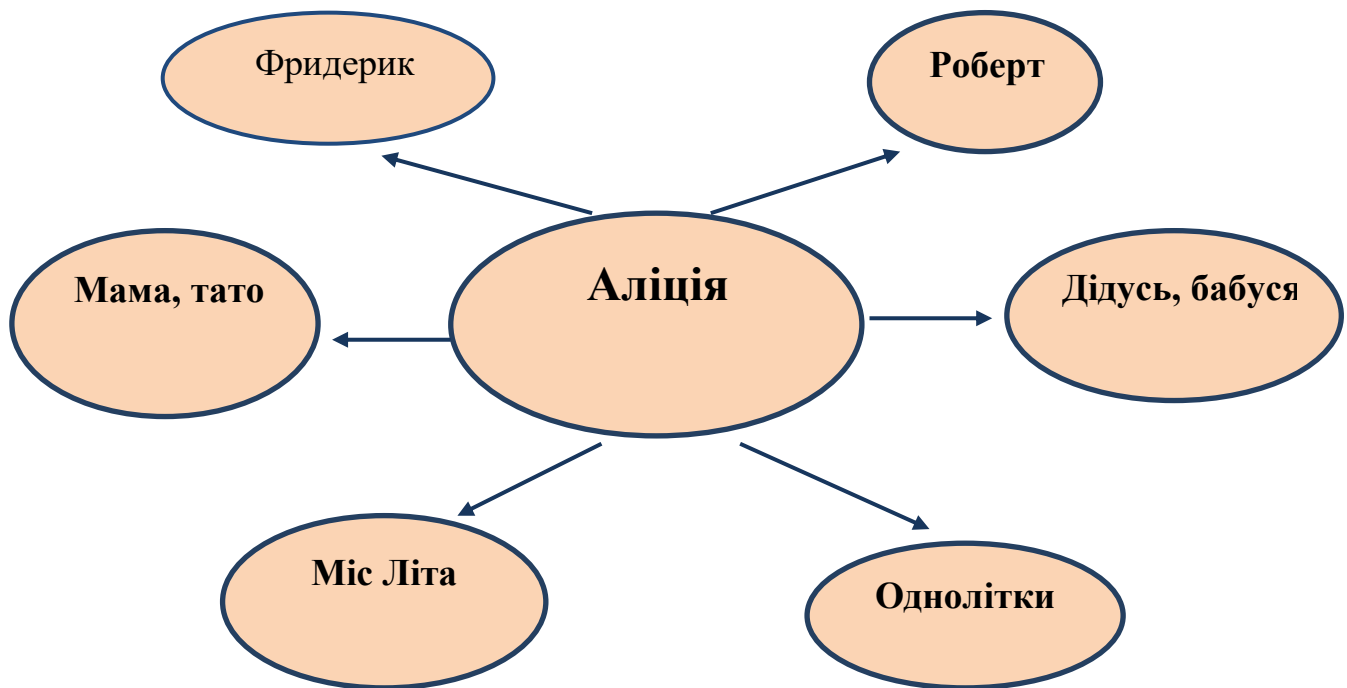 Фридерик
Роберт
Мама, тато
Аліція
Дідусь, бабуся
Міс Літа
Однолітки